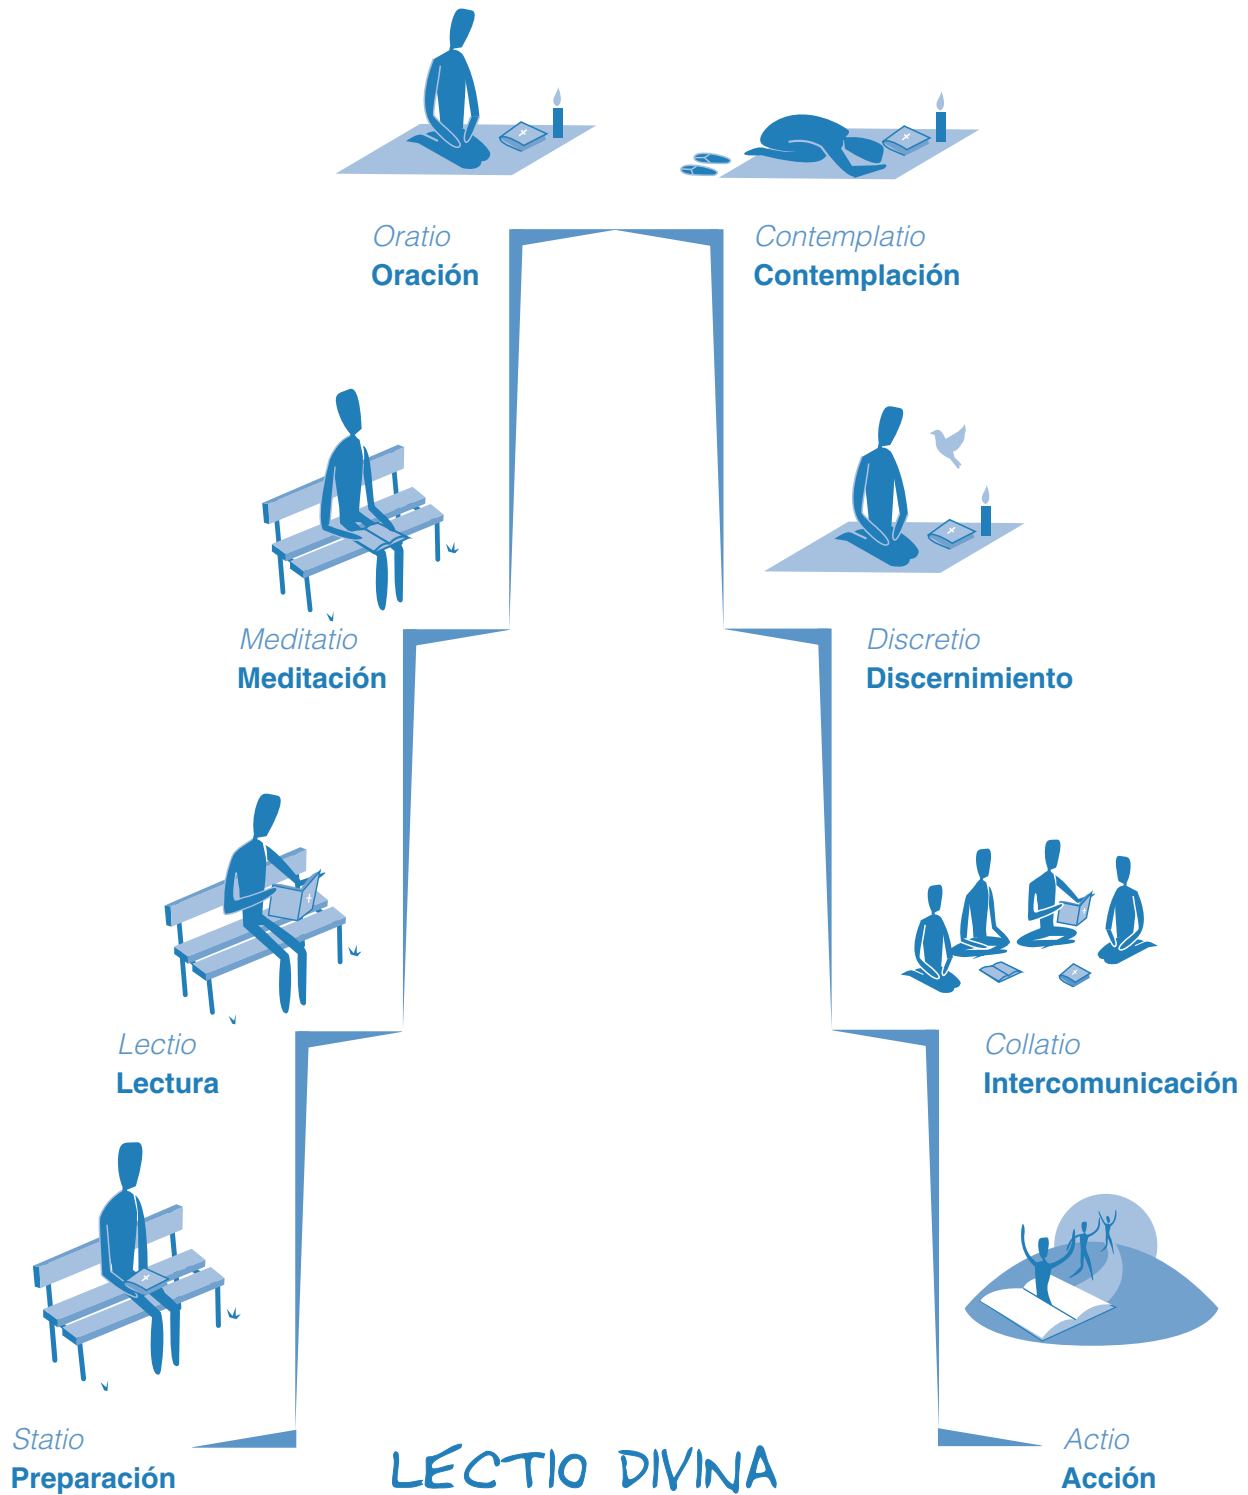 Oratio
Oración
Contemplatio
Contemplación
Meditatio
Meditación
Discretio
Discernimiento
Lectio
Lectura
Collatio
Intercomunicación
Statio
Preparación
LECTIO DIVINA
Actio
Acción